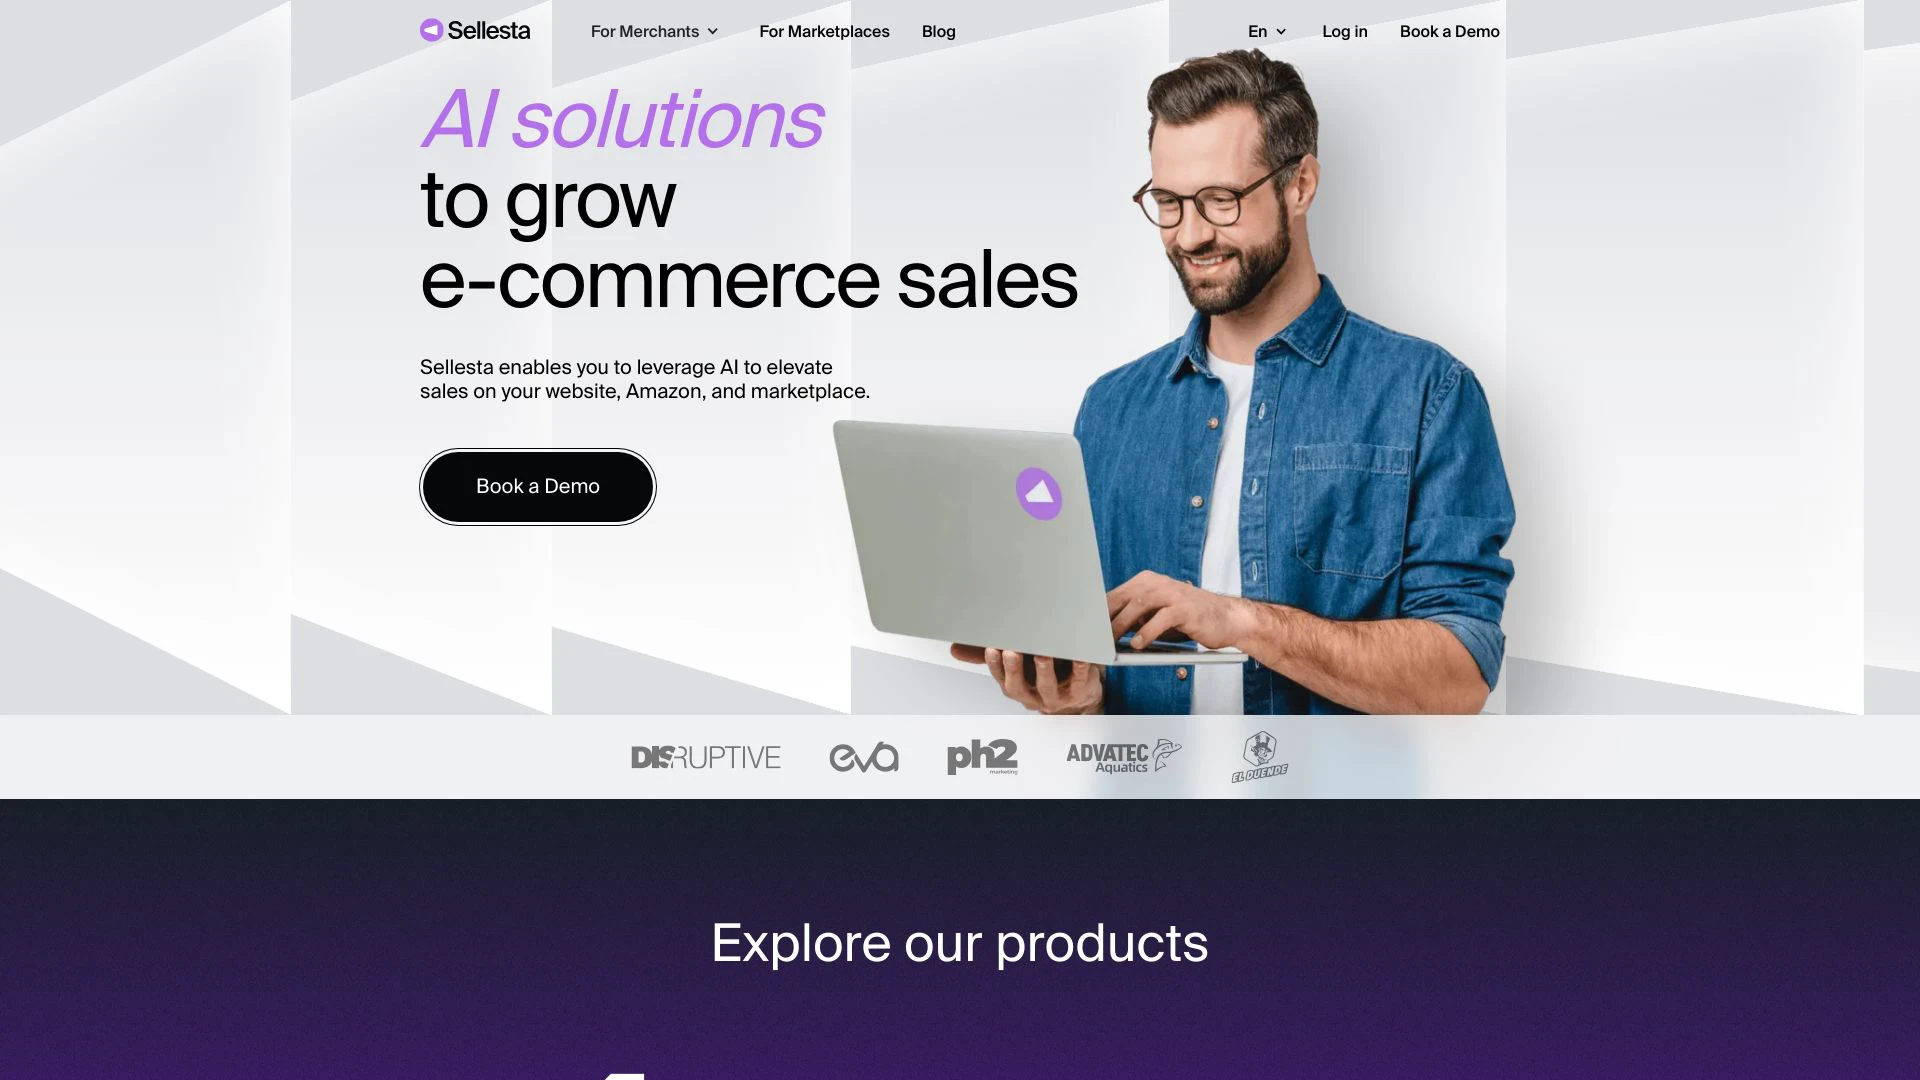 Sellesta
For Merchants
For Marketplaces
Blog
En
Log in
Book a Demo
AI solutions
to grow
e-commerce sales
Sellesta enables you to leverage AI to elevate
sales on your website, Amazon, and marketplace.
Book a Demo
DISRUPTIVE
eva
ph2
marketing
ADVATEC
Aquatics
EL DUENDE
Explore our products